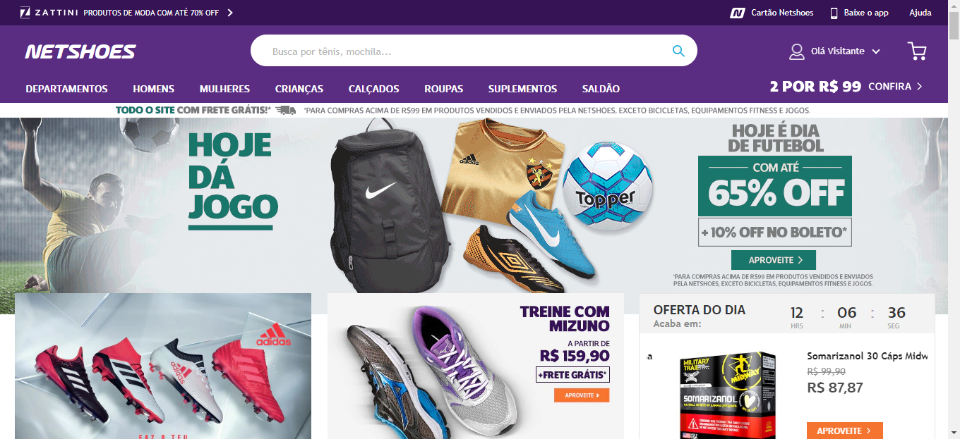 ZATTINI PRODUTOS DE MODA COM ATÉ 70% OFF
Cartão Netshoes
Baixe o app
Ajuda
NETSHOES
Busca por tênis, mochila...
Olá Visitante
DEPARTAMENTOS HOMENS MULHERES CRIANÇAS CALÇADOS ROUPAS SUPLEMENTOS SALDÃO
2 POR R$ 99 CONFIRA
TODO O SITE COM FRETE GRÁTIS!* *PARA COMPRAS ACIMA DE R$99 EM PRODUTOS VENDIDOS E ENVIADOS PELA NETSHOES. EXCETO BICICLETAS, EQUIPAMENTOS FITNESS E JOGOS.
HOJE
DÁ
JOGO
adidas
Topper
HOJE É DIA
DE FUTEBOL
COM ATÉ
65% OFF
+10% OFF NO BOLETO*
APROVEITE
*PARA COMPRAS ACIMA DE R$99 EM PRODUTOS VENDIDOS E ENVIADOS
PELA NETSHOES. EXCETO BICICLETAS, EQUIPAMENTOS FITNESS E JOGOS.
adidas
TREINE COM
MIZUNO
A PARTIR DE
R$ 159,90
+FRETE GRÁTIS*
APROVEITE
OFERTA DO DIA
Acaba em:
12 : 06 : 36
HRS MIN SEG
a
MILITARY
TRAIL
MIDWAY
SOMARIZANOL
Somarizanol 30 Cáps Midw
R$ 99,90
R$ 87,87
APROVEITE